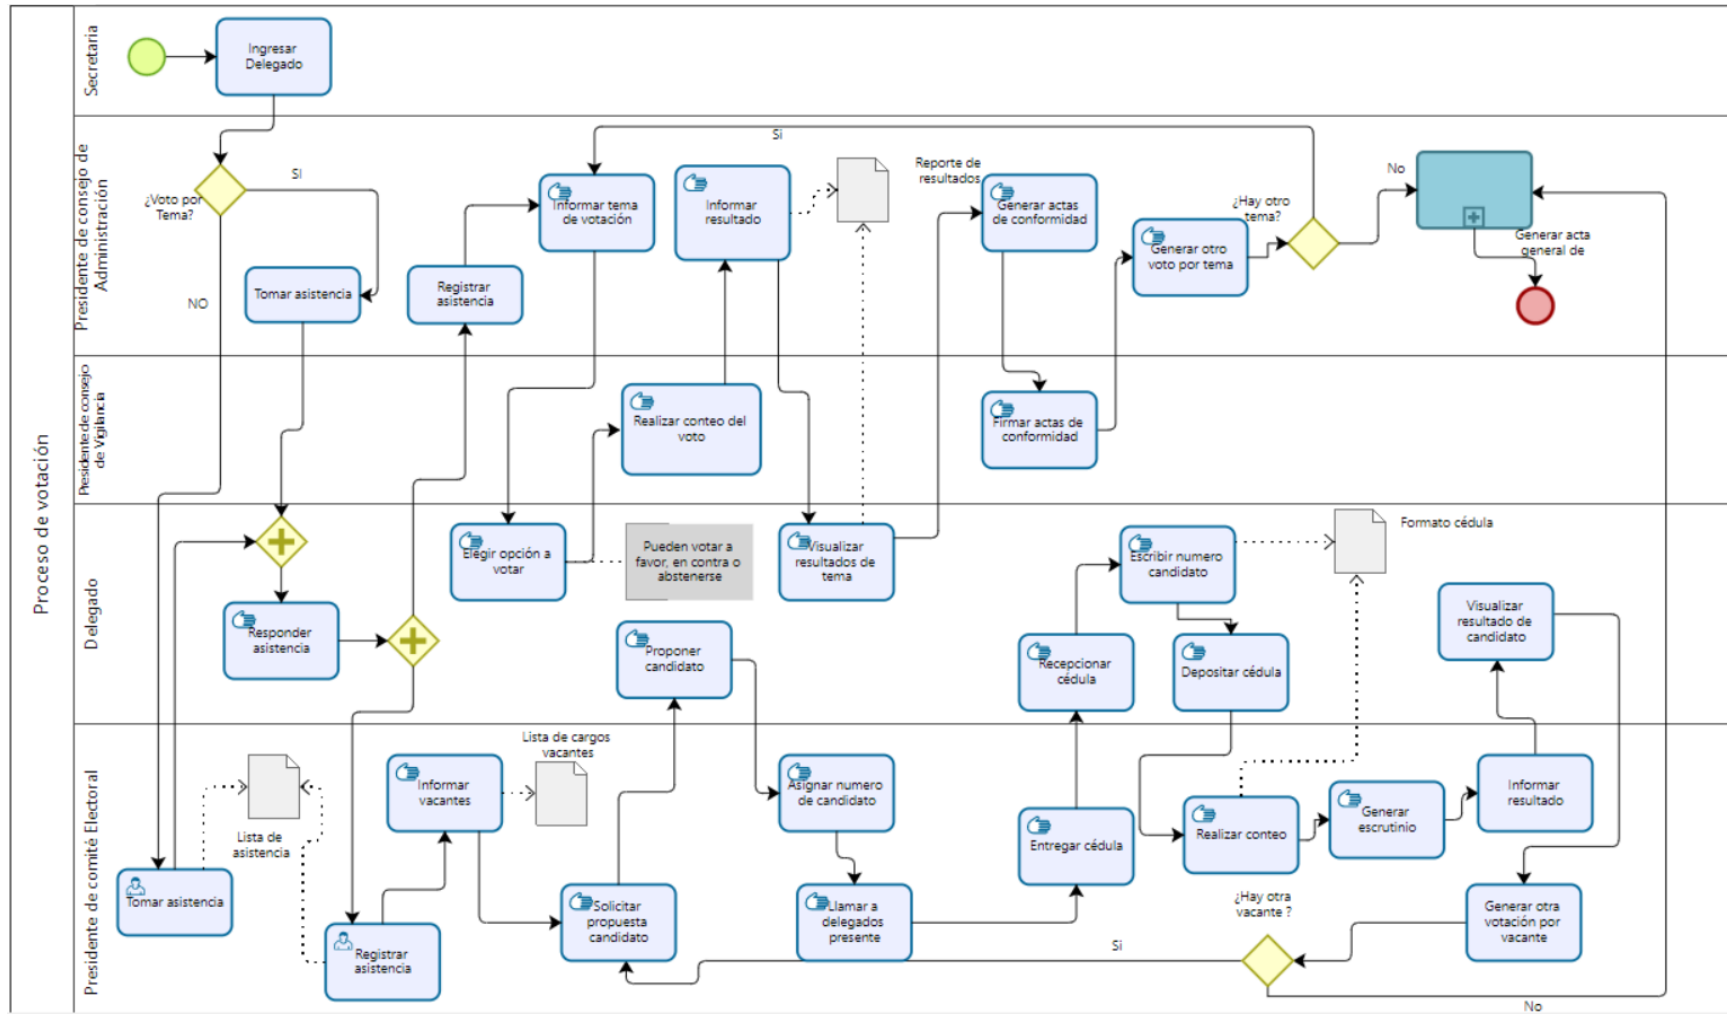 Proceso de votación
Secretaria
Ingresar
Delegado
Presidente de consejo de
Administración
¿Voto por
Tema?
SI
NO
Tomar asistencia
Registrar
asistencia
Informar tema
de votación
Informar
resultado
Reporte de
resultados
Generar actas
de conformidad
Generar otro
voto por tema
¿Hay otro
tema?
Si
No
Generar acta
general de
Presidente de consejo
de Vigilancia
Realizar conteo del
voto
Firmar actas de
conformidad
Delegado
Responder
asistencia
Elegir opción a
votar
Pueden votar a
favor, en contra o
abstenerse
Visualizar
resultados de
tema
Proponer
candidato
Recepcionar
cédula
Escribir numero
candidato
Depositar cédula
Formato cédula
Visualizar
resultado de
candidato
Presidente de comité Electoral
Tomar asistencia
Lista de
asistencia
Registrar
asistencia
Informar
vacantes
Lista de cargos
vacantes
Solicitar
propuesta
candidato
Asignar numero
de candidato
Llamar a
delegados
presente
Entregar cédula
Realizar conteo
Generar
escrutinio
Informar
resultado
Generar otra
votación por
vacante
¿Hay otra
vacante ?
Si
No